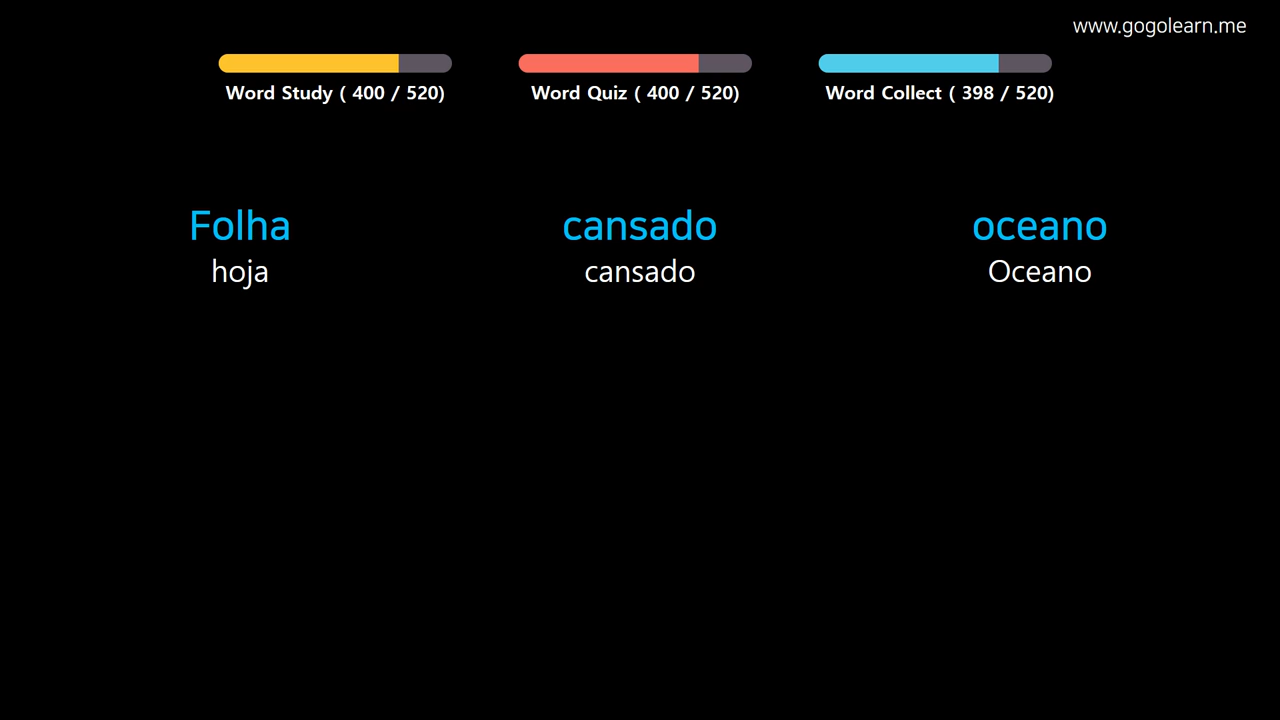 www.gogolearn.me
Word Study ( 400 / 520)
Word Quiz ( 400 / 520)
Word Collect ( 398 / 520)
Folha
hoja
cansado
cansado
oceano
Oceano